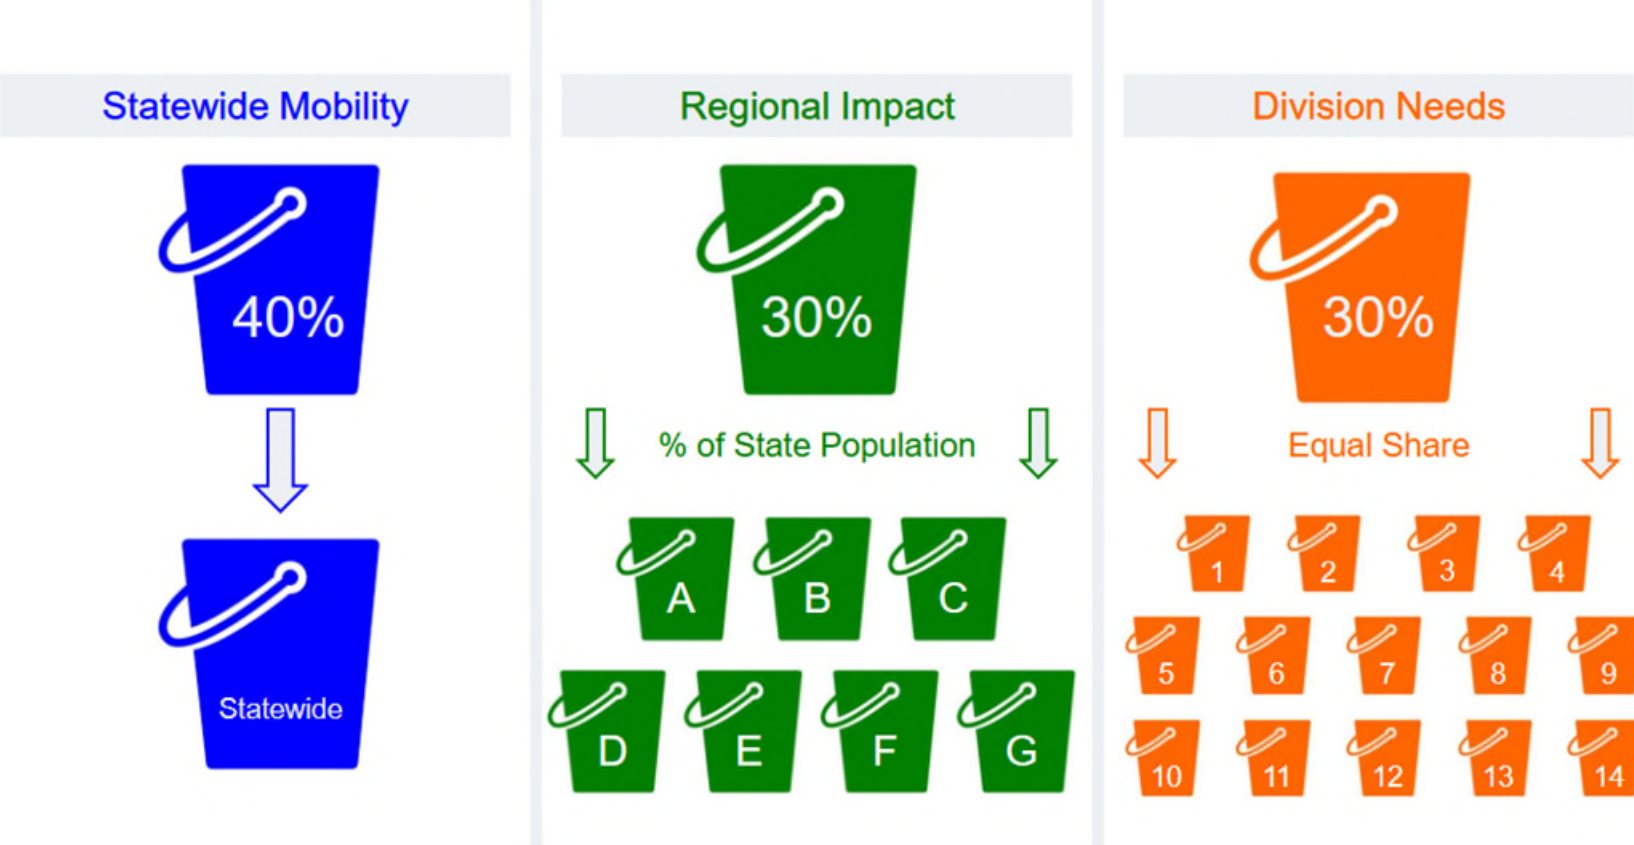 Statewide Mobility
40%
Statewide
Regional Impact
30%
% of State Population
A B C
D E F G
Division Needs
30%
Equal Share
1 2 3 4
5 6 7 8 9
10 11 12 13 14